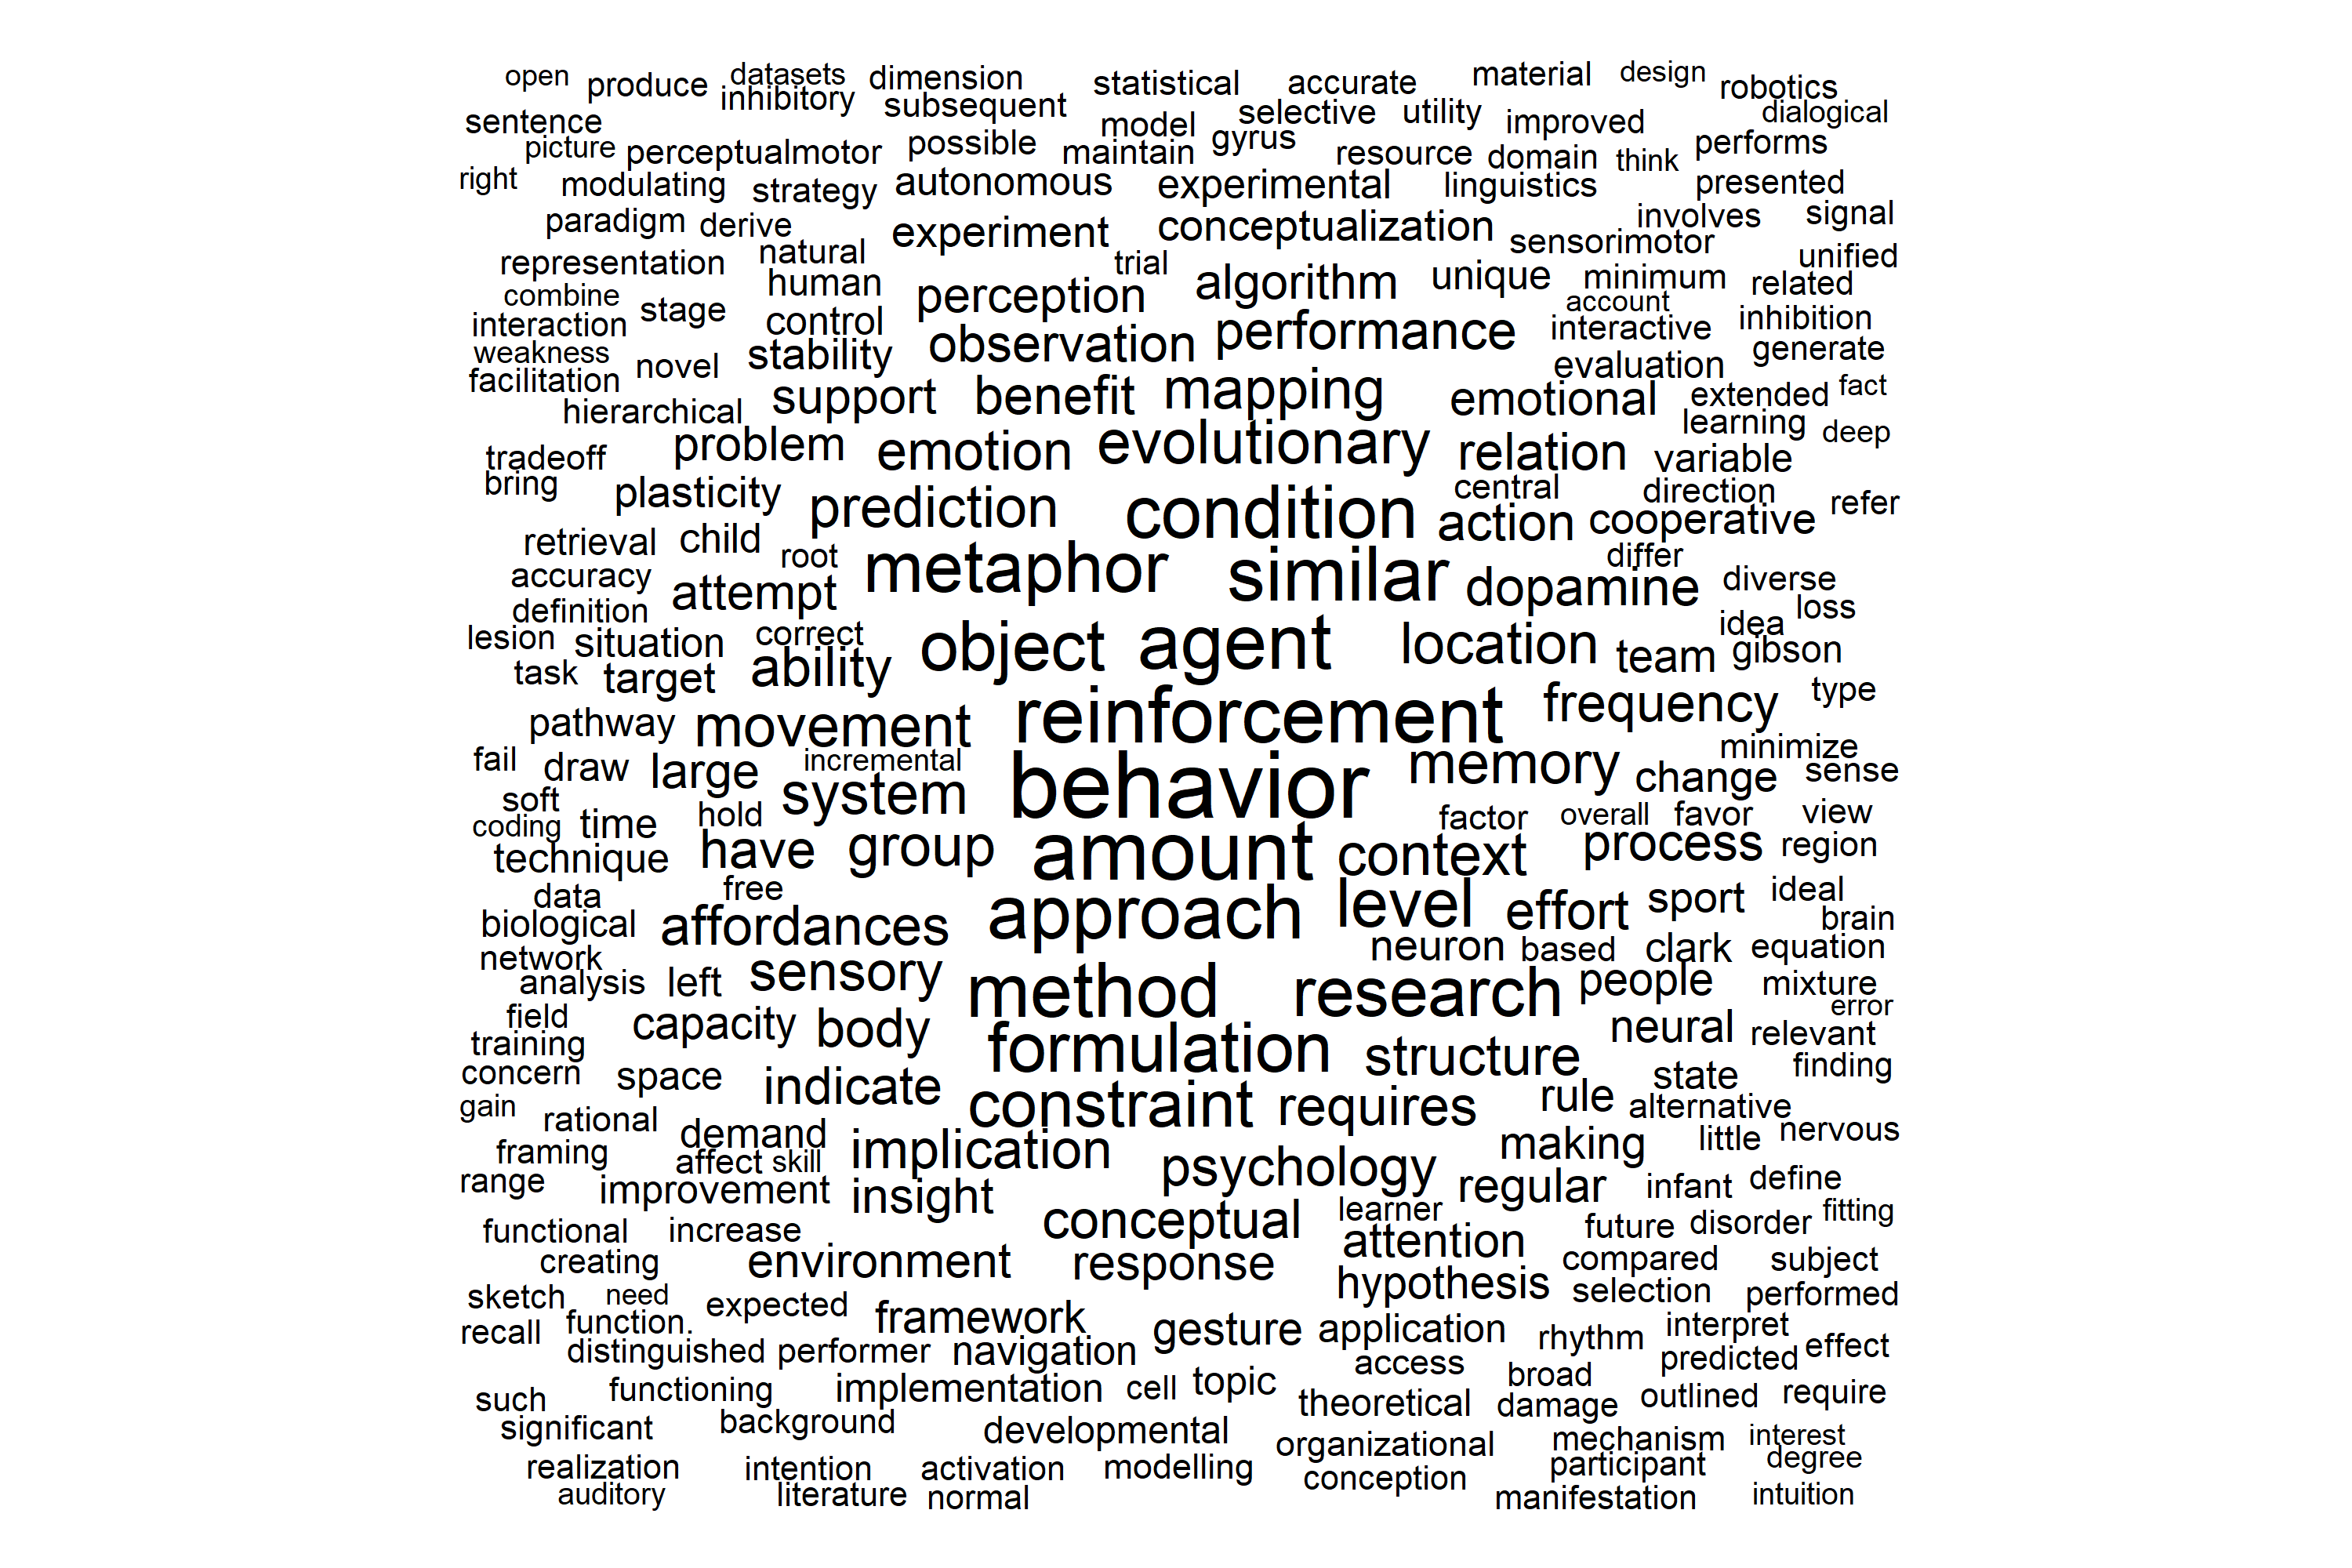 open produce datasets dimension statistical accurate material design robotics
inhibitory subsequent selective utility improved dialogical
sentence model gyrus
picture perceptualmotor possible maintain resource domain think performs
right modulating strategy autonomous experimental linguistics presented
paradigm derive experiment conceptualization involves signal
representation natural trial sensorimotor unified
combine stage human perception algorithm unique minimum related
interaction control observation performance account interactive inhibition
weakness novel stability evaluation generate
facilitation support benefit mapping emotional extended fact
hierarchical learning deep
tradeoff problem emotion evolutionary relation variable
bring plasticity prediction condition central direction refer
retrieval child root action cooperative
accuracy attempt metaphor similar dopamine differ diverse
definition idea loss
lesion situation correct object agent location team gibson
task target ability
pathway movement reinforcement frequency type
fail draw large incremental behavior memory change minimize sense
soft system
coding time hold factor overall favor view
technique have group amount context process region
data free
biological affordances approach level effort sport ideal brain
network neuron based clark equation
analysis left sensory method research people mixture
field error
training capacity body formulation structure neural relevant
concern space indicate state finding
gain rational constraint requires rule alternative
framing demand implication making little nervous
range affect skill psychology
improvement insight regular infant define
functional increase conceptual learner future disorder fitting
creating environment response attention compared subject
sketch need expected hypothesis selection performed
recall function. framework gesture application rhythm interpret effect
distinguished performer navigation access predicted
such functioning implementation cell topic theoretical broad damage outlined require
significant background developmental organizational mechanism interest
realization intention activation modelling conception participant degree
auditory literature normal manifestation intuition